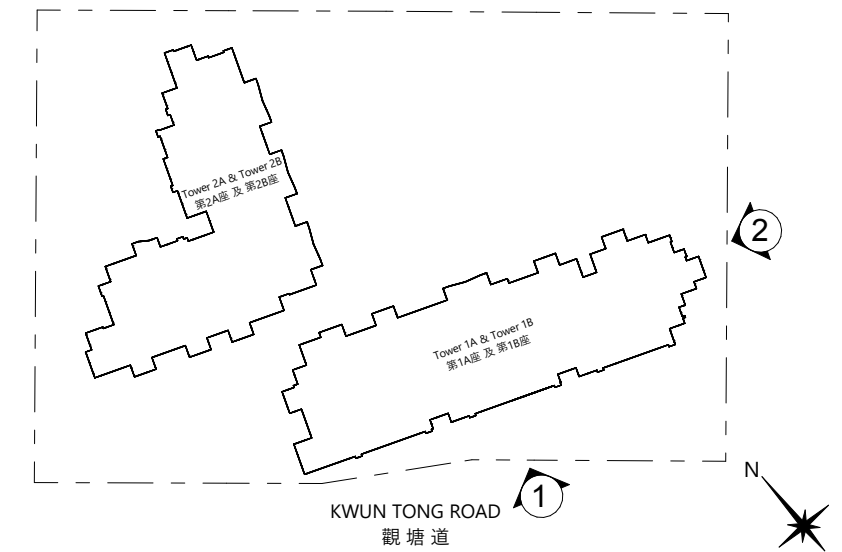 Tower 2A & Tower 2B
第2A座 及 第2B座
2
Tower 1A & Tower 1B
第1A座 及 第1B座
N
1
KWUN TONG ROAD
觀塘道